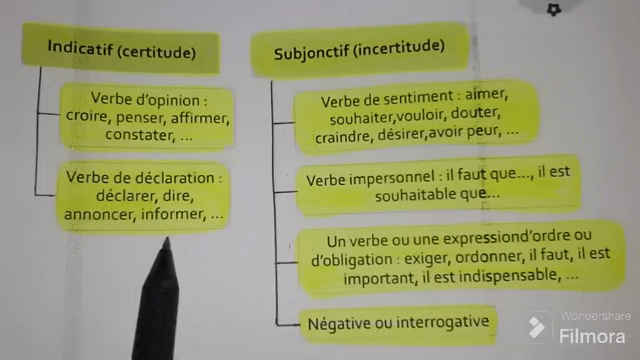 Indicatif (certitude)
Verbe d'opinion :
croire, penser, affirmer,
constater, ...
Verbe de déclaration :
déclarer, dire,
annoncer, informer, ...
Subjonctif (incertitude)
Verbe de sentiment : aimer,
souhaiter,vouloir, douter,
craindre, désirer,avoir peur, ...
Verbe impersonnel : il faut que..., il est
souhaitable que...
Un verbe ou une expressiond'ordre ou
d'obligation : exiger, ordonner, il faut, il est
important, il est indispensable, ...
Négative ou interrogative
Wondershare
Filmora